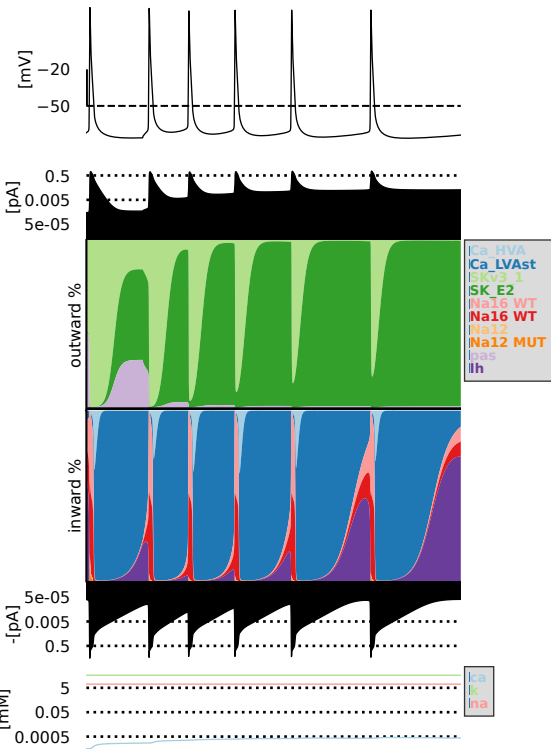 [mV]
−20
−50
[pA]
0.5
0.005
5e-05
outward %
Ca_HVA
Ca_LVAst
SKv3_1
SK_E2
Na16 WT
Na16 WT
Na12
Na12 MUT
pas
Ih
inward %
-[pA]
5e-05
0.005
0.5
[mM]
5
0.05
0.0005
ca
k
na